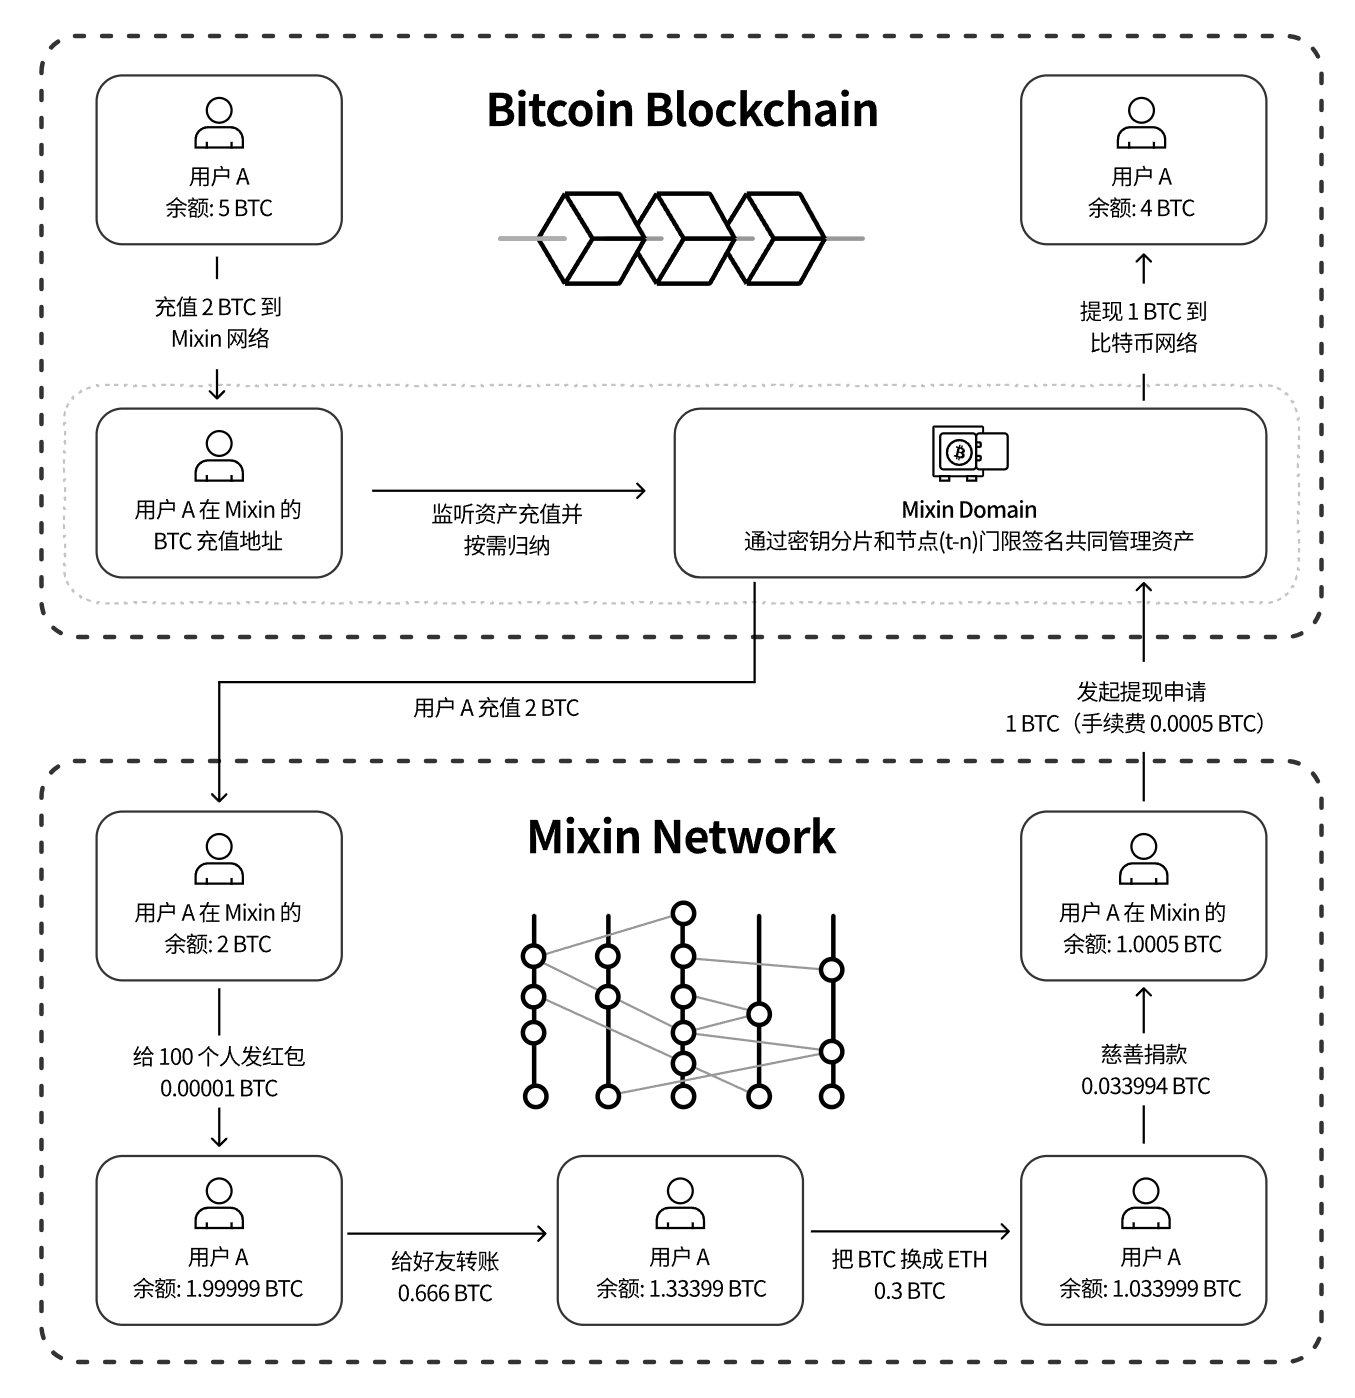 Bitcoin Blockchain
用户 A
余额: 5 BTC
用户 A
余额: 4 BTC
充值 2 BTC 到
Mixin 网络
提现 1 BTC 到
比特币网络
用户 A 在 Mixin 的
BTC 充值地址
监听资产充值并
按需归纳
Mixin Domain
通过密钥分片和节点(t-n)门限签名共同管理资产
用户 A 充值 2 BTC
发起提现申请
1 BTC（手续费 0.0005 BTC）
Mixin Network
用户 A 在 Mixin 的
余额: 2 BTC
用户 A 在 Mixin 的
余额: 1.0005 BTC
给 100 个人发红包
0.00001 BTC
慈善捐款
0.033994 BTC
用户 A
余额: 1.99999 BTC
给好友转账
0.666 BTC
用户 A
余额: 1.33399 BTC
把 BTC 换成 ETH
0.3 BTC
用户 A
余额: 1.033999 BTC